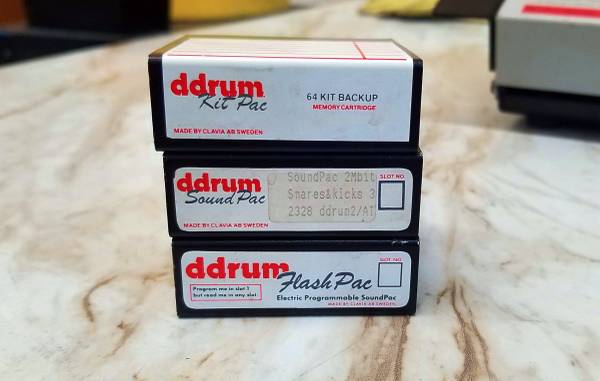 ddrum
Kit Pac
64 KIT BACKUP
MEMORY CARTRIDGE
MADE BY CLAVIA AB SWEDEN
ddrum
SoundPac
SoundPac 2Mbit
Snares&kicks 3
2328 ddrum2/AT
SLOT NO.
MADE BY CLAVIA AB SWEDEN
ddrum
FlashPac
SLOT NO.
Program me in slot 1
but read me in any slot
Electric Programmable SoundPac
MADE BY CLAVIA AB SWEDEN